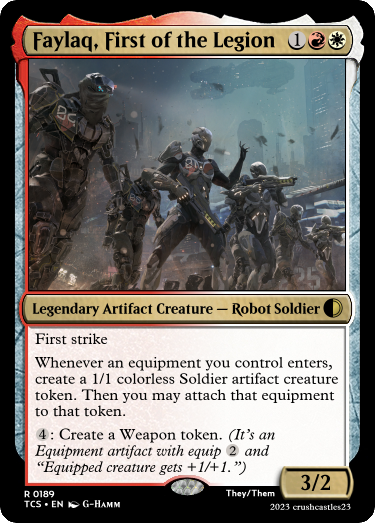 Faylaq, First of the Legion 1
Legendary Artifact Creature — Robot Soldier
First strike
Whenever an equipment you control enters,
create a 1/1 colorless Soldier artifact creature
token. Then you may attach that equipment
to that token.
4: Create a Weapon token. (It's an
Equipment artifact with equip 2 and
"Equipped creature gets +1/+1.")
3/2
R 0189
TCS • EN G-Hamm
They/Them
2023 crushcastles23